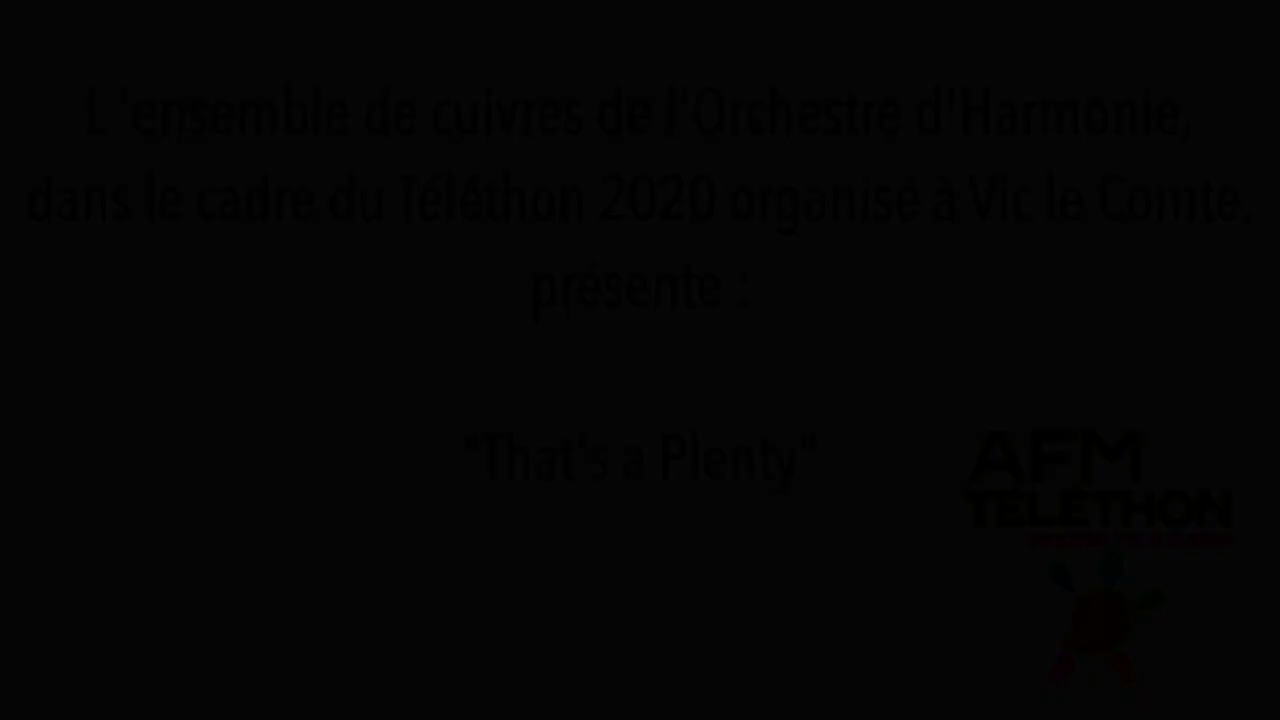 L 'ensemble de cuivres de l'Orchestre d'Harmonie,
dans le cadre du Téléthon 2020 organisé à Vic le Comte,
présente :
"That's a Plenty"
AFM
TÉLÉTHON